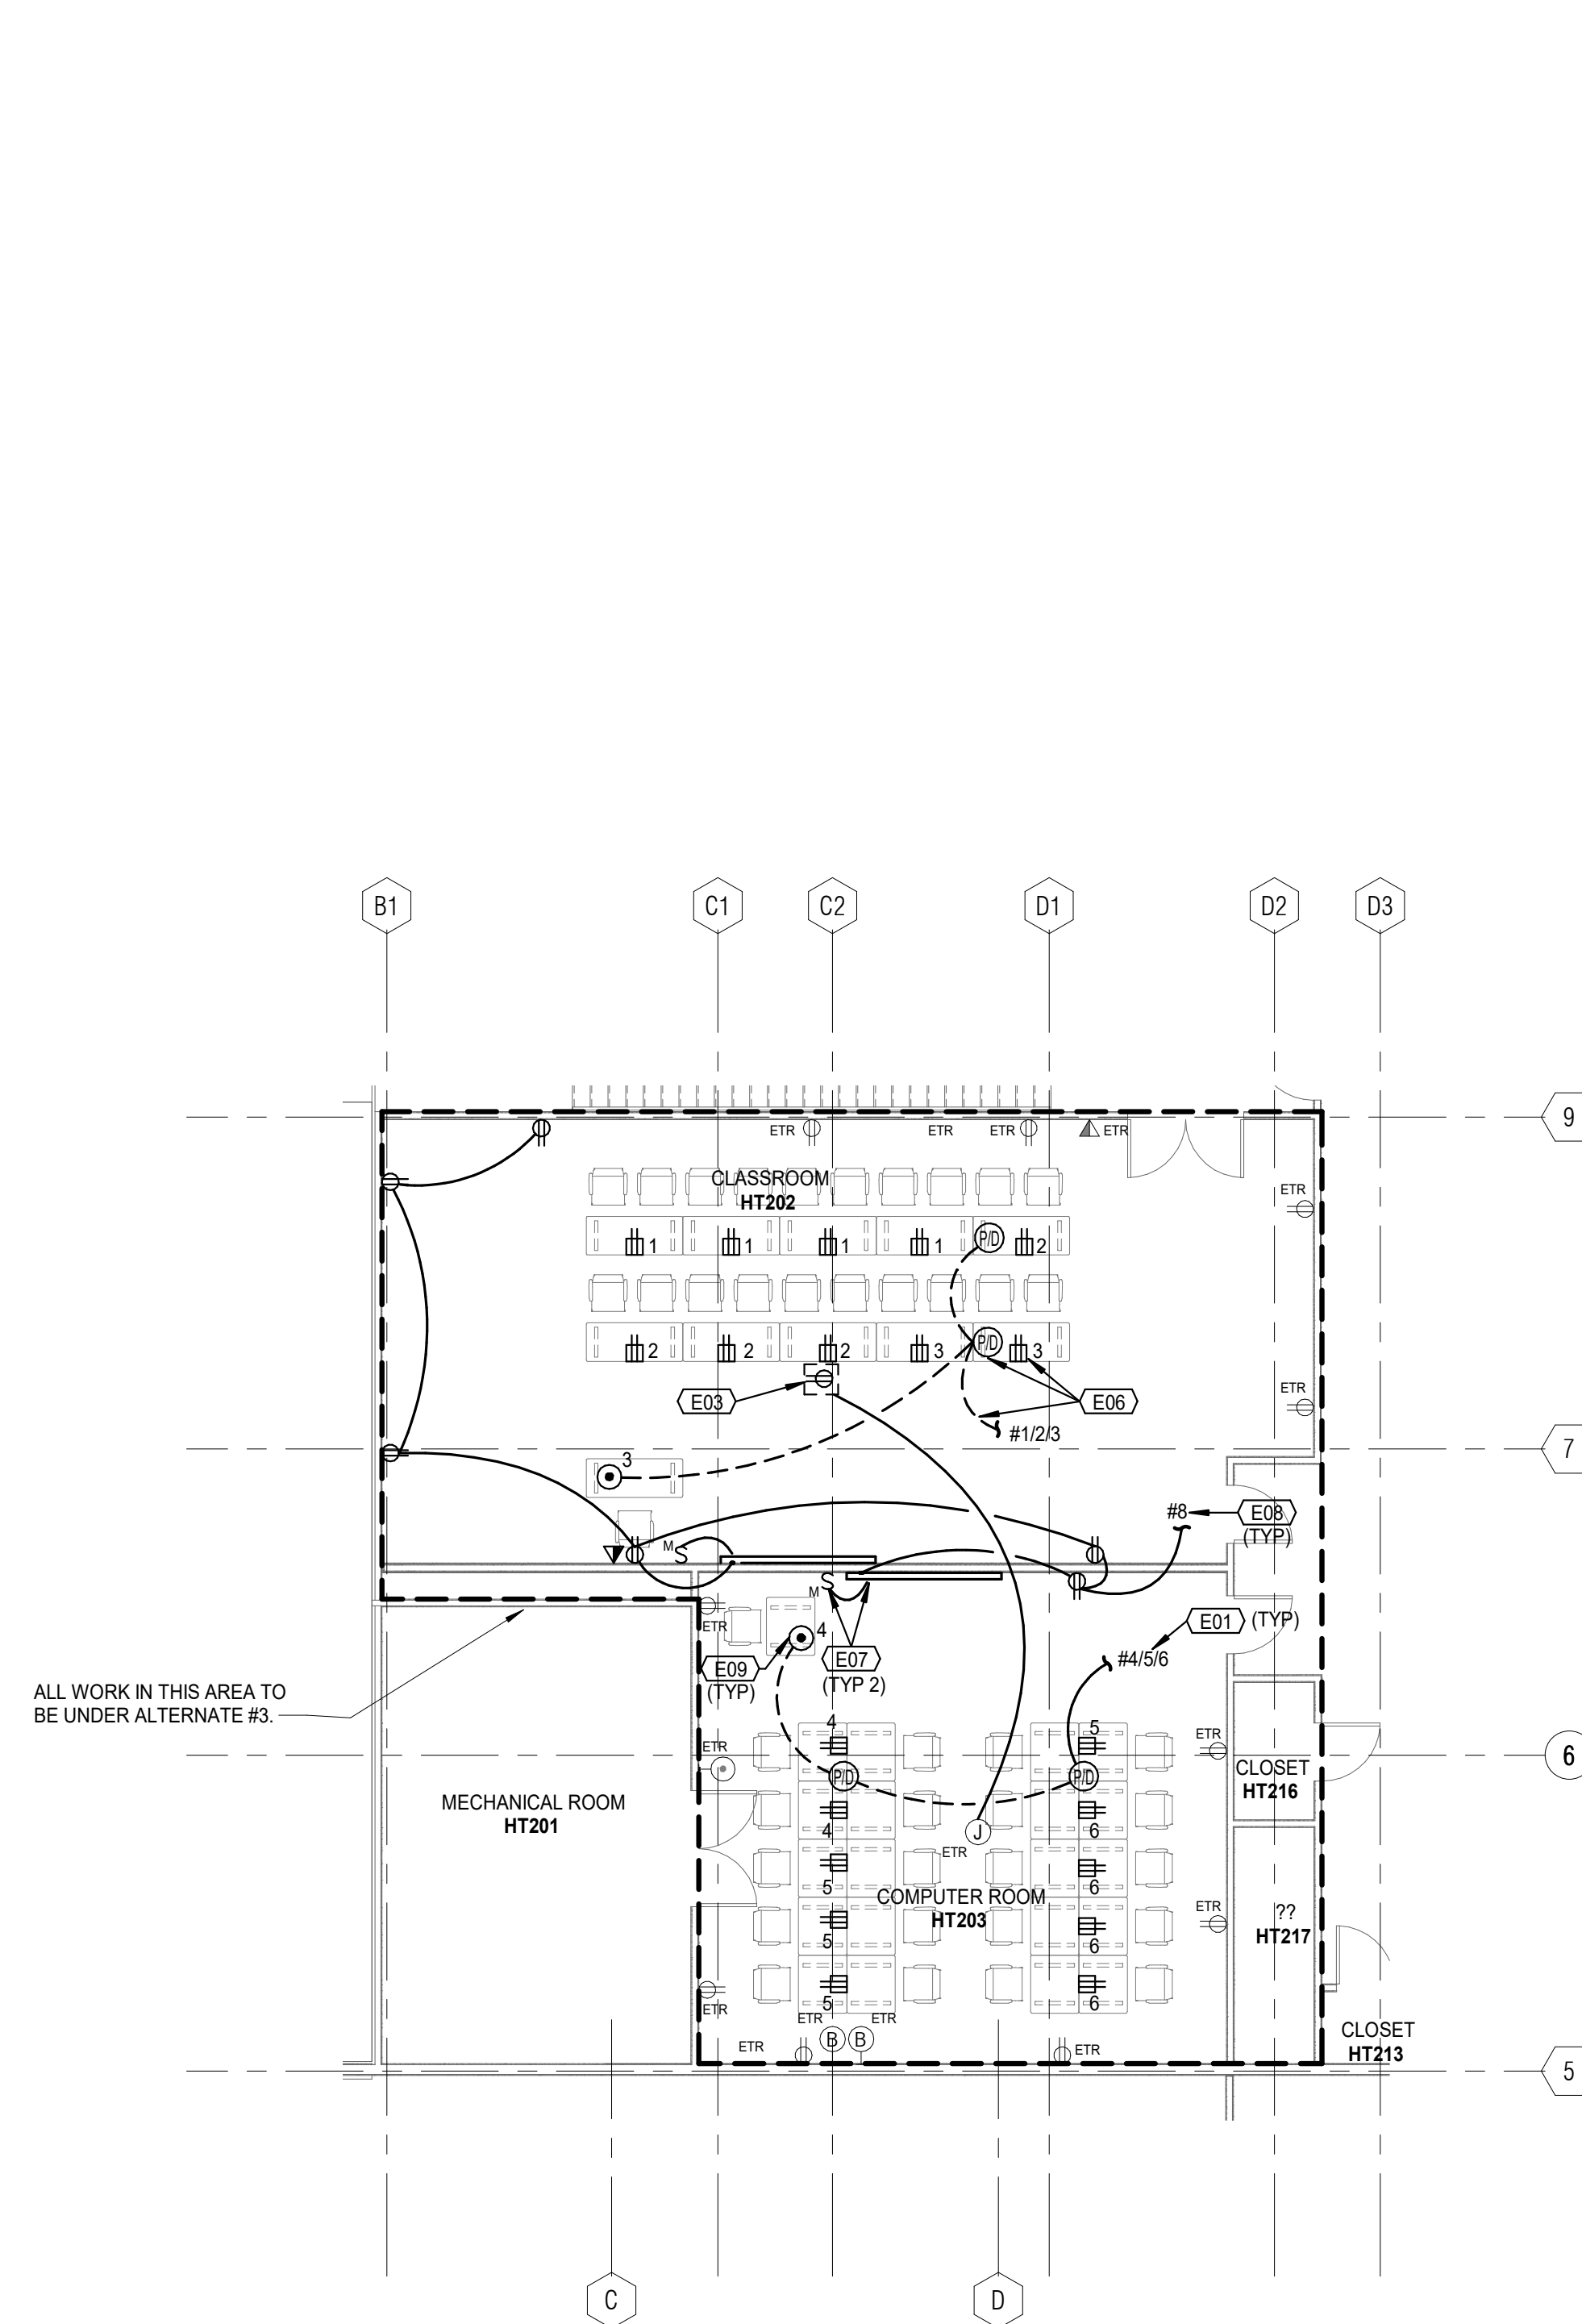 B1
C1
C2
D1
D2
D3
9
ETR
ETR
ETR
ETR
CLASSROOM
HT202
ETR
P/D
1
1
1
1
2
P/D
2
2
2
3
3
ETR
E03
E06
#1/2/3
7
3
#8
E08
(TYP)
M
S
S
M
ETR
4
E01
(TYP)
E09
(TYP)
E07
(TYP 2)
#4/5/6
ALL WORK IN THIS AREA TO
BE UNDER ALTERNATE #3.
4
5
ETR
ETR
6
P/D
P/D
CLOSET
HT216
MECHANICAL ROOM
HT201
4
J
6
ETR
5
6
COMPUTER ROOM
HT203
ETR
??
HT217
5
6
5
6
ETR
ETR
ETR
B
B
ETR
ETR
CLOSET
HT213
5
C
D